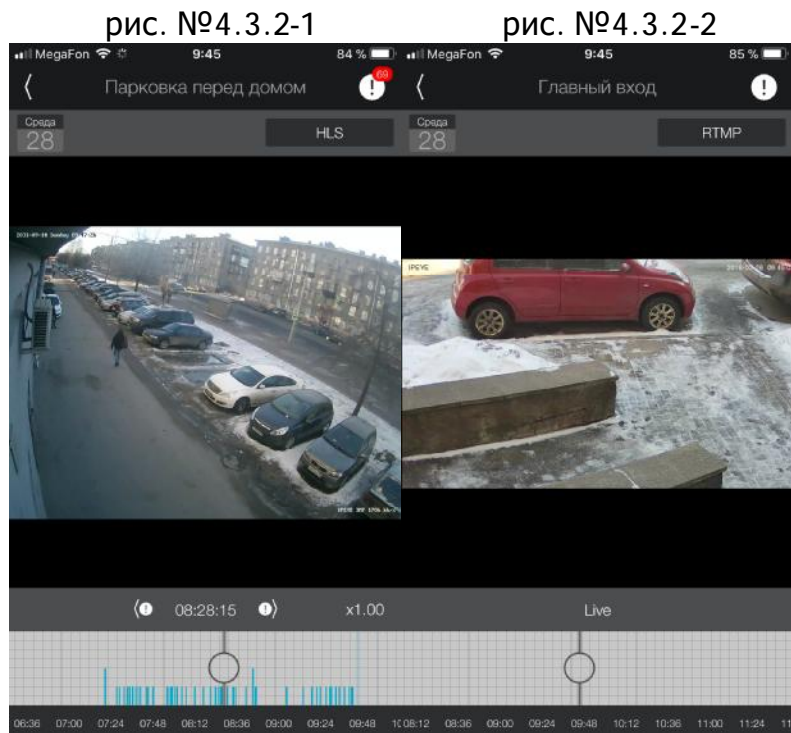 рис. №4.3.2-1
рис. №4.3.2-2
MegaFon 9:45 84 %
MegaFon 9:45 85 %
Парковка перед домом 69
Главный вход
Среда
28
HLS
Среда
28
RTMP
IPEYE
08:28:15 x1.00
Live
06:36 07:00 07:24 07:48 08:12 08:36 09:00 09:24 09:48
08:12 08:36 09:00 09:24 09:48 10:12 10:36 11:00 11:24